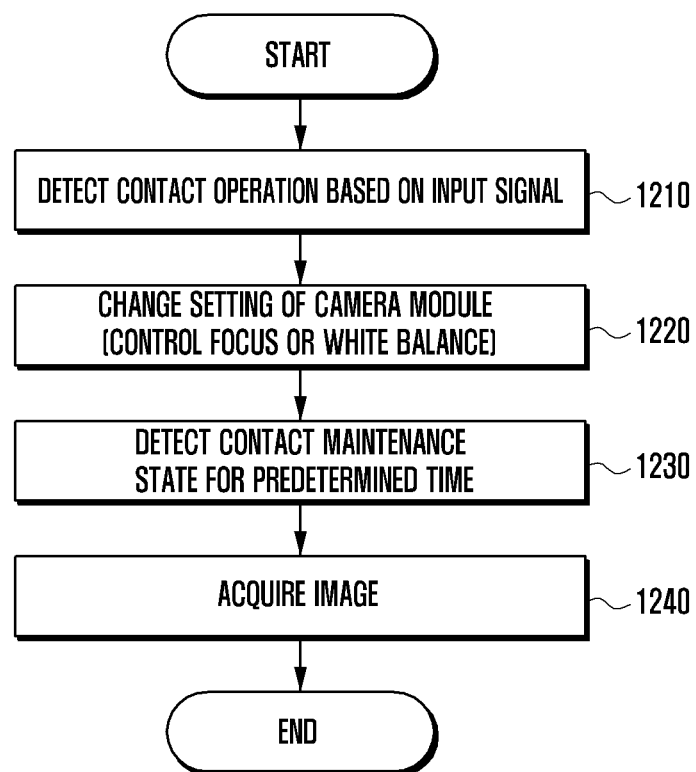 START
DETECT CONTACT OPERATION BASED ON INPUT SIGNAL
1210
CHANGE SETTING OF CAMERA MODULE
(CONTROL FOCUS OR WHITE BALANCE)
1220
DETECT CONTACT MAINTENANCE
STATE FOR PREDETERMINED TIME
1230
ACQUIRE IMAGE
1240
END